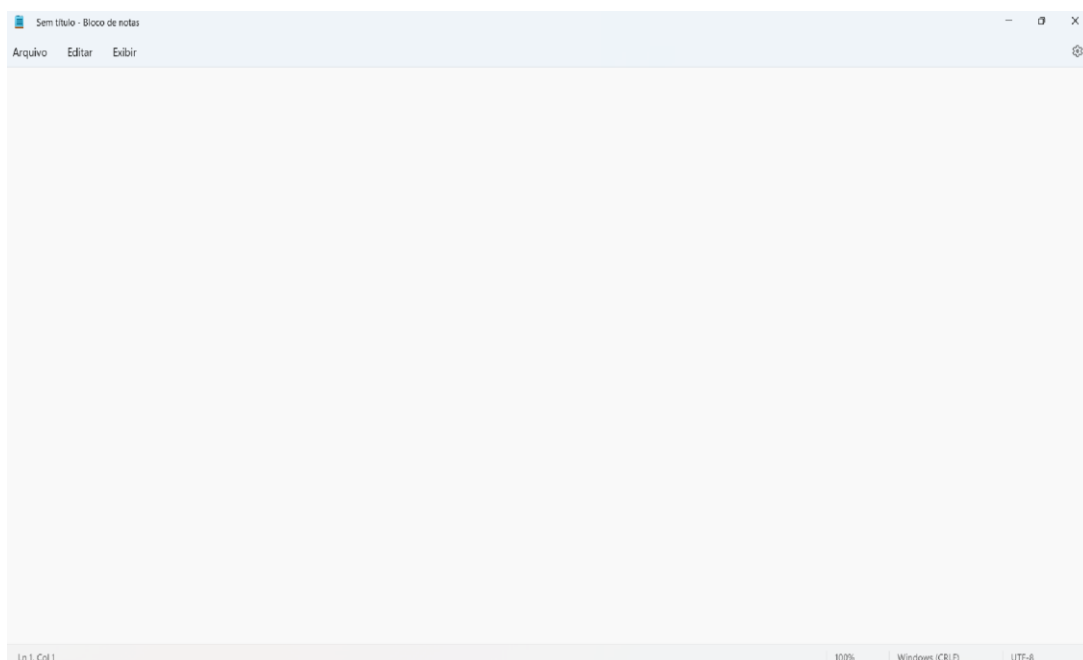 Sem título - Bloco de notas
Arquivo Editar Exibir
Ln 1, Col 1 100% Windows (CRLF) UTF-8